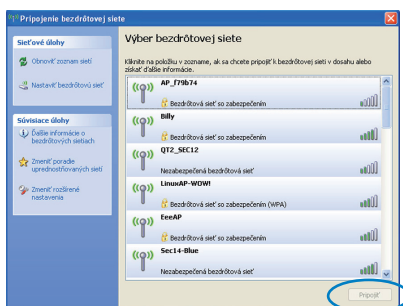 Pripojenie bezdrôtovej siete
Sieťové úlohy
Obnoviť zoznam sietí
Nastaviť bezdrôtovú sieť
Súvisiace úlohy
Ďalšie informácie o
bezdrôtových sieťach
Zmeniť poradie
uprednostňovaných sietí
Zmeniť rozšírené
nastavenia
Výber bezdrôtovej siete
Kliknite na položku v zozname, ak sa chcete pripojiť k bezdrôtovej sieti v dosahu alebo
získať ďalšie informácie.
AP_f79b74
Bezdrôtová sieť so zabezpečením
Billy
Bezdrôtová sieť so zabezpečením
QT2_SEC12
Nezabezpečená bezdrôtová sieť
LinuxAP-WOW!
Bezdrôtová sieť so zabezpečením (WPA)
EeeAP
Bezdrôtová sieť so zabezpečením
Sec14-Blue
Nezabezpečená bezdrôtová sieť
Pripojiť